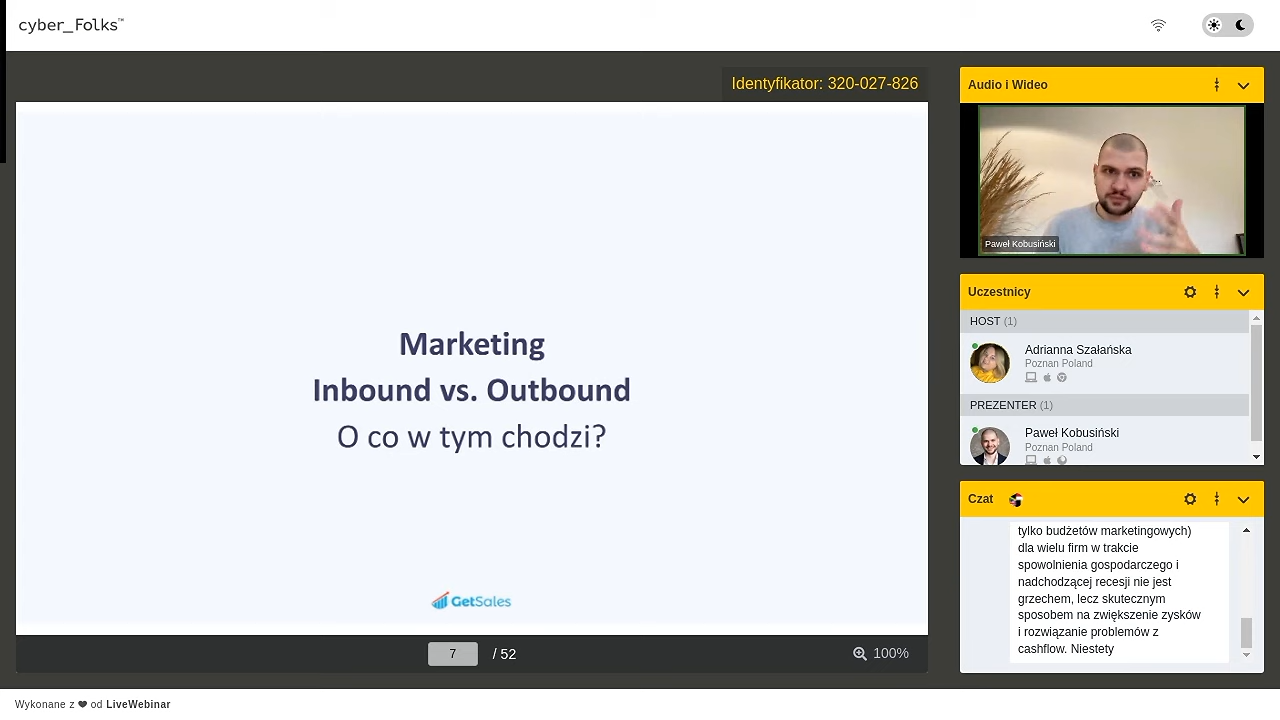 cyber_Folks™
Identyfikator: 320-027-826
Marketing
Inbound vs. Outbound
O co w tym chodzi?
GetSales
7 / 52
100%
Audio i Wideo
Paweł Kobusiński
Uczestnicy
HOST (1)
Adrianna Szałańska
Poznan Poland
PREZENTER (1)
Paweł Kobusiński
Poznan Poland
Czat
tylko budżetów marketingowych)
dla wielu firm w trakcie
spowolnienia gospodarczego i
nadchodzącej recesji nie jest
grzechem, lecz skutecznym
sposobem na zwiększenie zysków
i rozwiązanie problemów z
cashflow. Niestety
Wykonane z ❤ od LiveWebinar